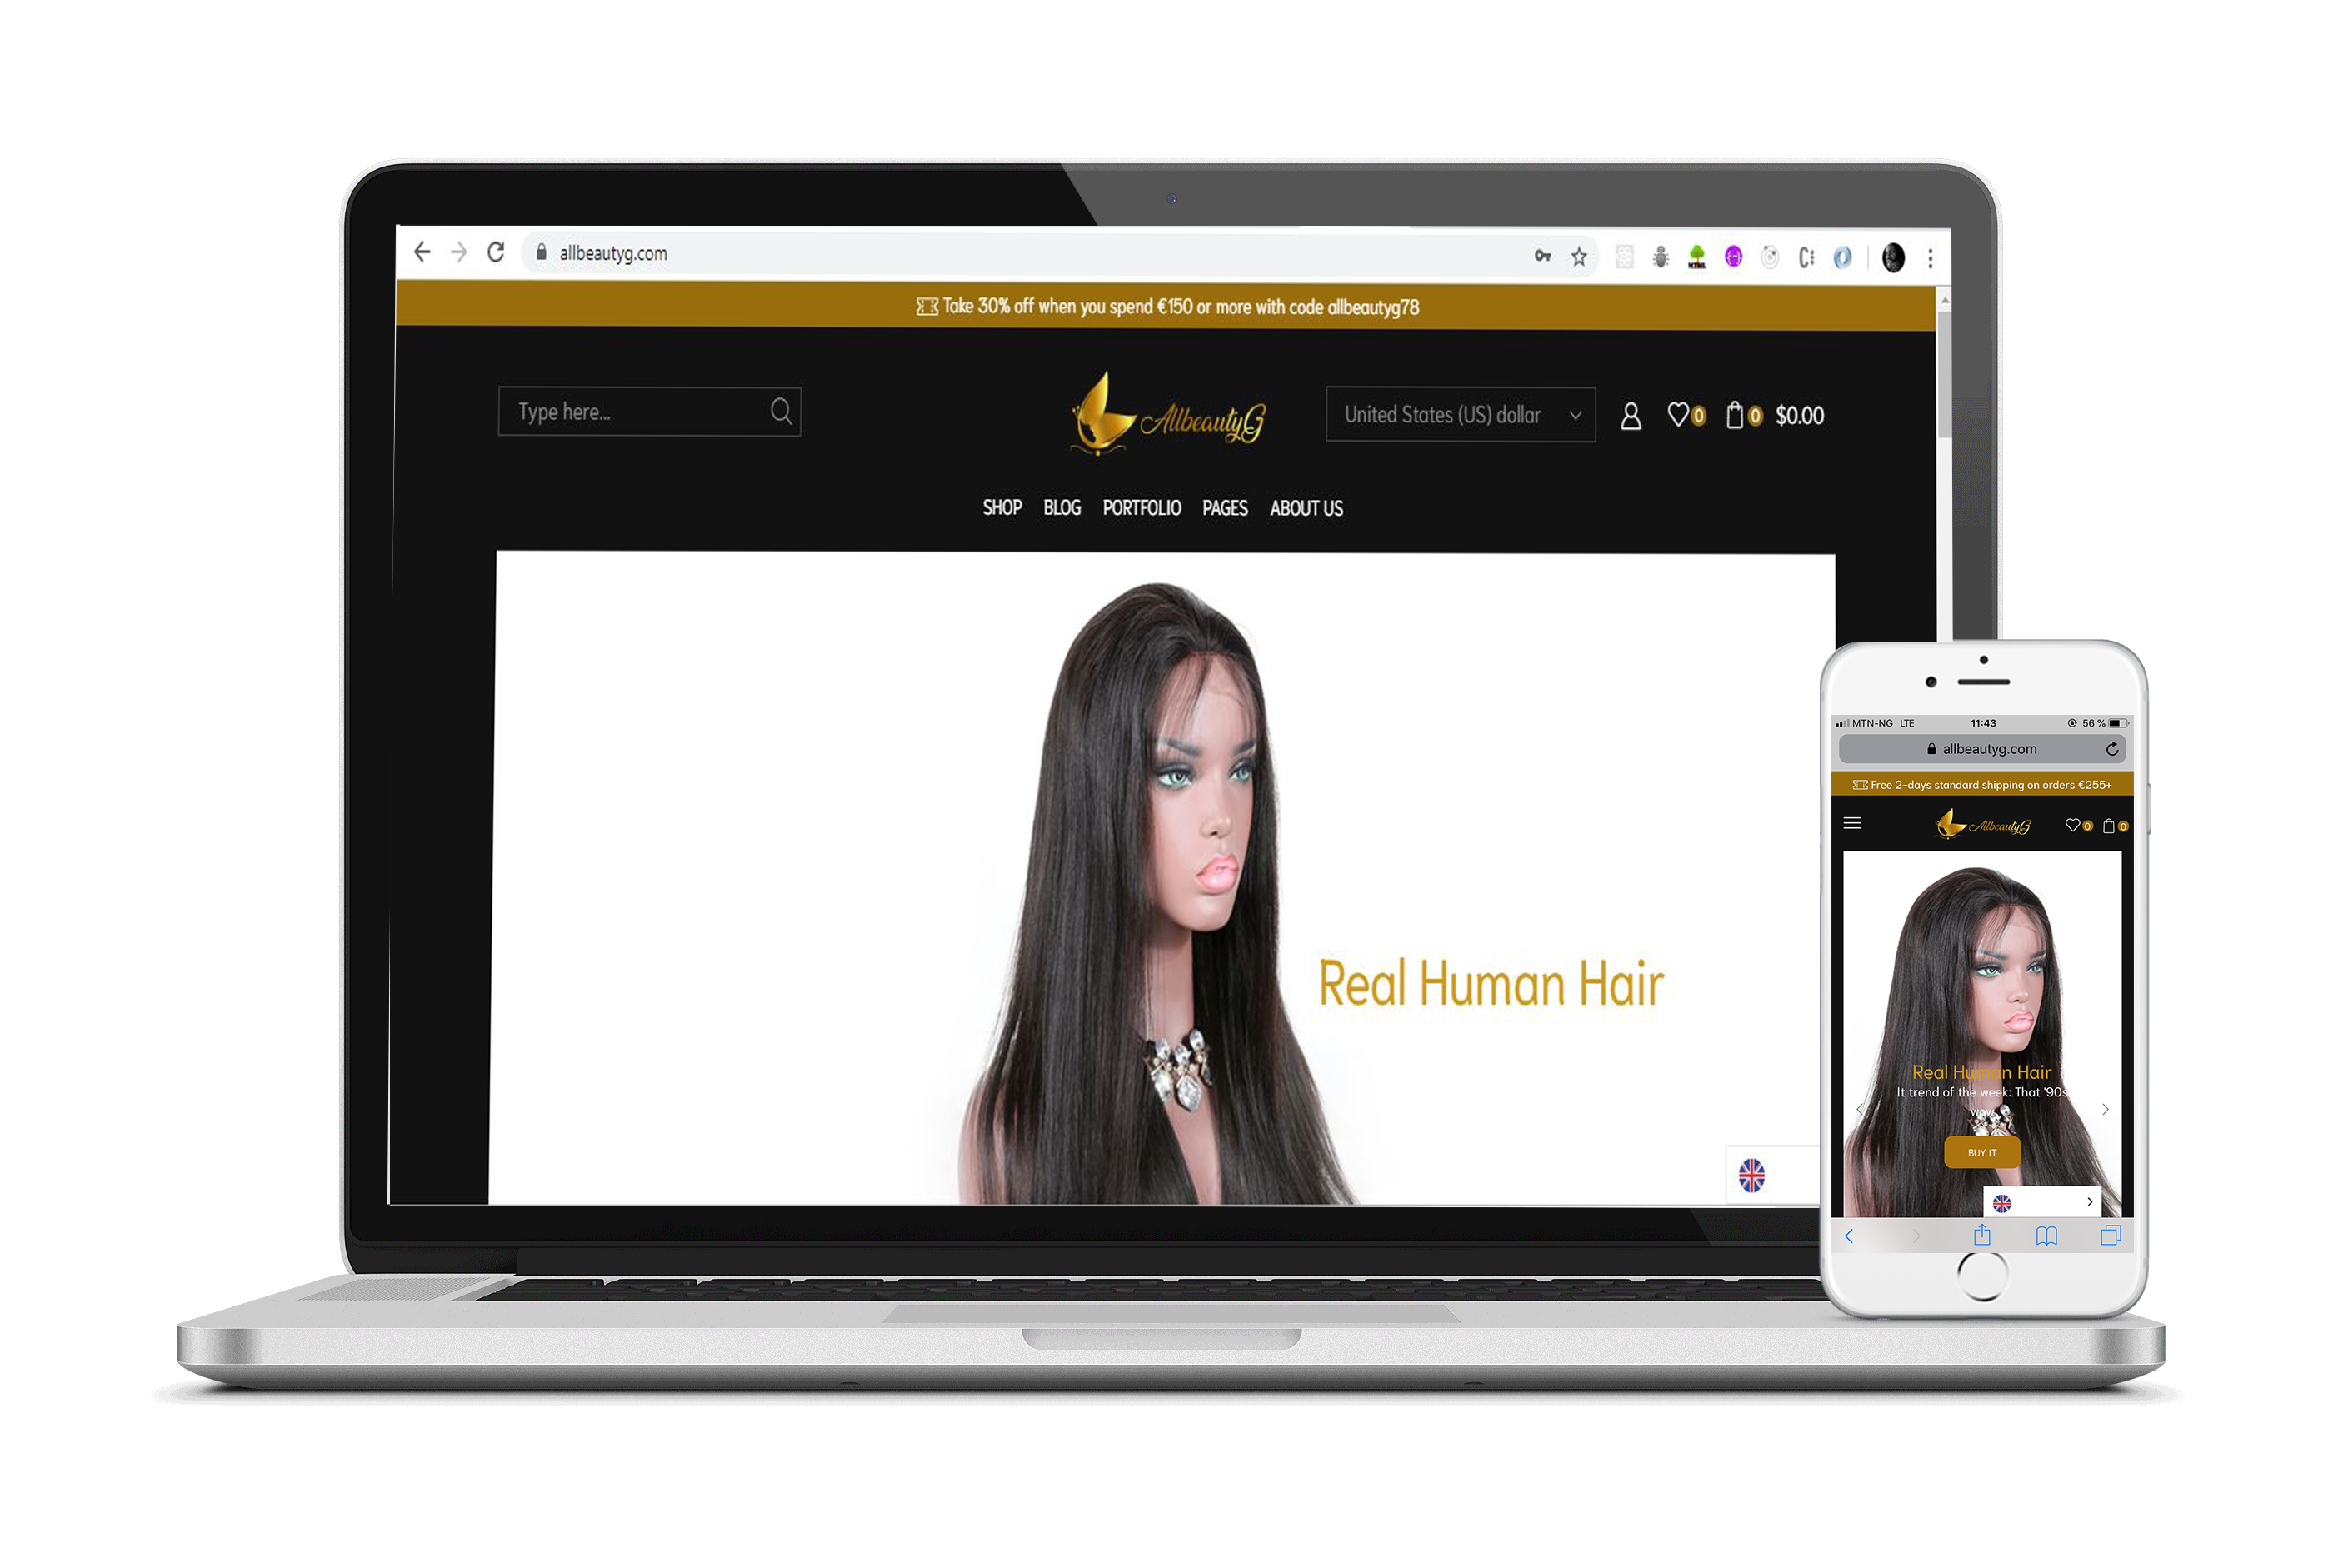 allbeautyg.com
HTML
Take 30% off when you spend €150 or more with code allbeautyg78
Type here...
AllbeautyG
United States (US) dollar
0
0
$0.00
SHOP BLOG PORTFOLIO PAGES ABOUT US
Real Human Hair
MTN-NG LTE 11:43 56 %
allbeautyg.com
Free 2-days standard shipping on orders €255+
AllbeautyG
0
0
Real Human Hair
It trend of the week: That '90s
wow
BUY IT